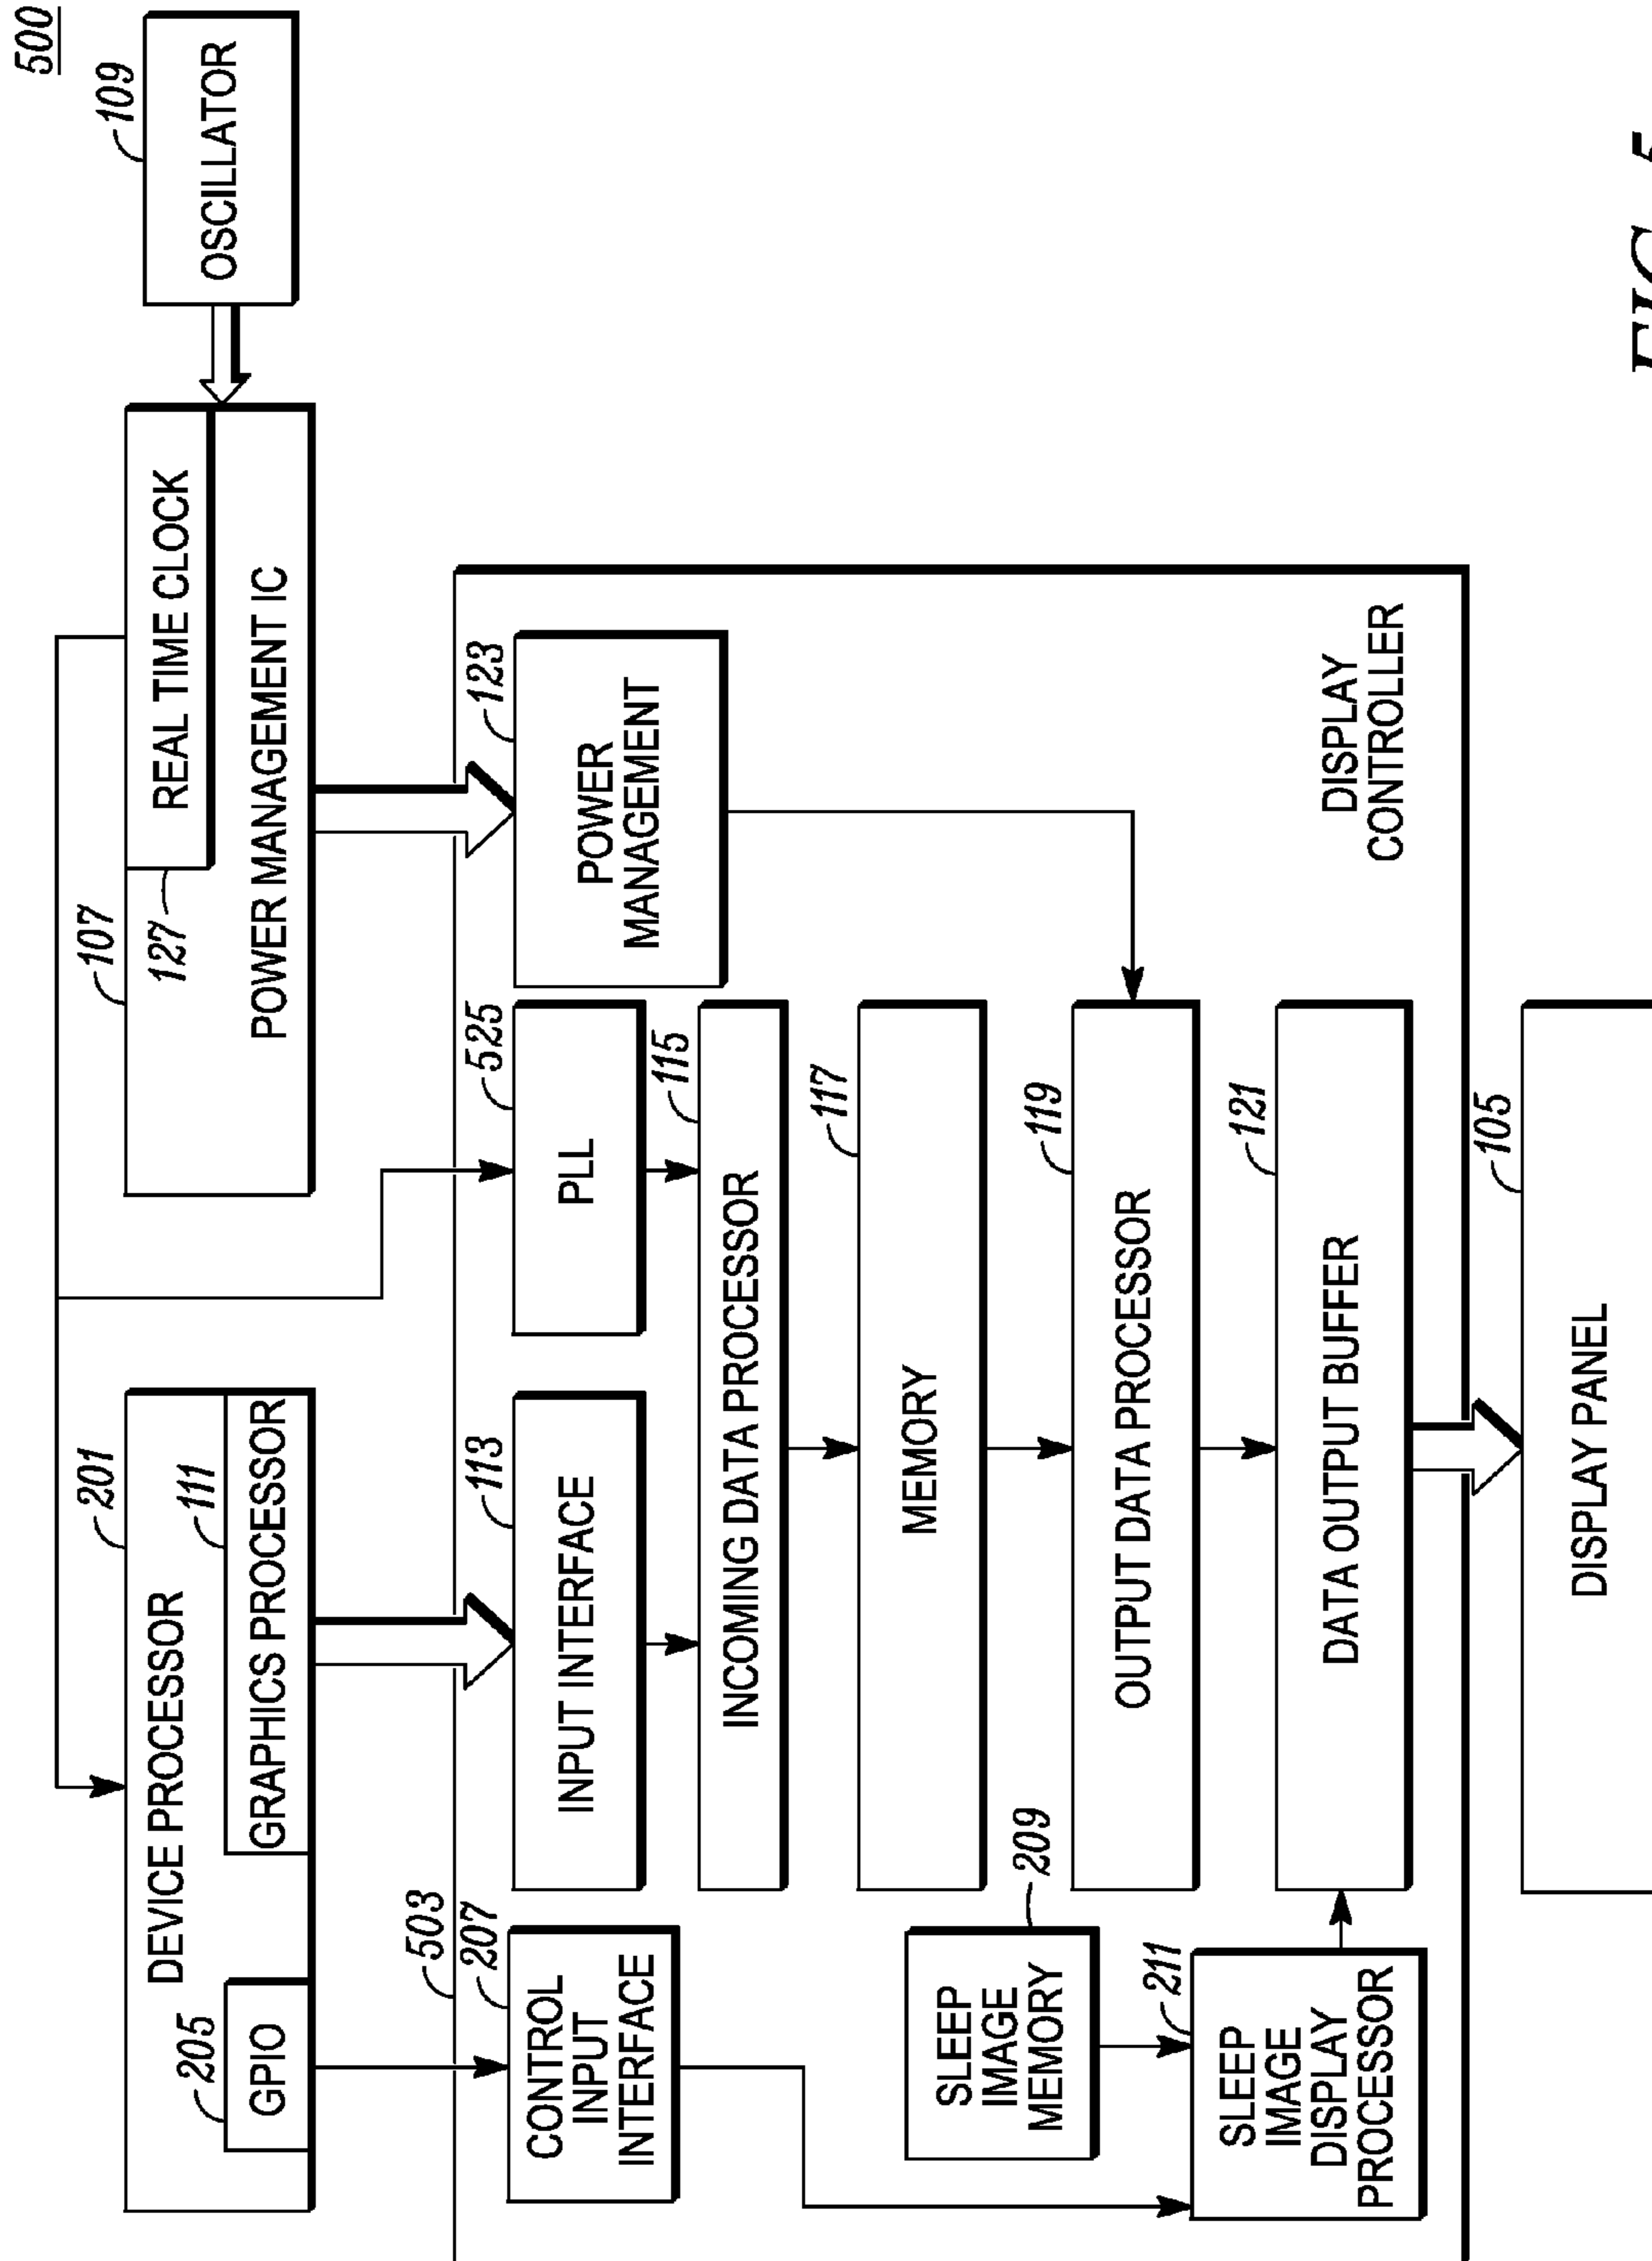 500
109
OSCILLATOR
107
REAL TIME CLOCK
127
POWER MANAGEMENT IC
201
DEVICE PROCESSOR
111
GRAPHICS PROCESSOR
205
GPIO
503
207
CONTROL
INPUT
INTERFACE
113
INPUT INTERFACE
525
PLL
123
POWER
MANAGEMENT
115
INCOMING DATA PROCESSOR
117
MEMORY
209
SLEEP
IMAGE
MEMORY
119
OUTPUT DATA PROCESSOR
211
SLEEP
IMAGE
DISPLAY
PROCESSOR
121
DATA OUTPUT BUFFER
DISPLAY
CONTROLLER
105
DISPLAY PANEL